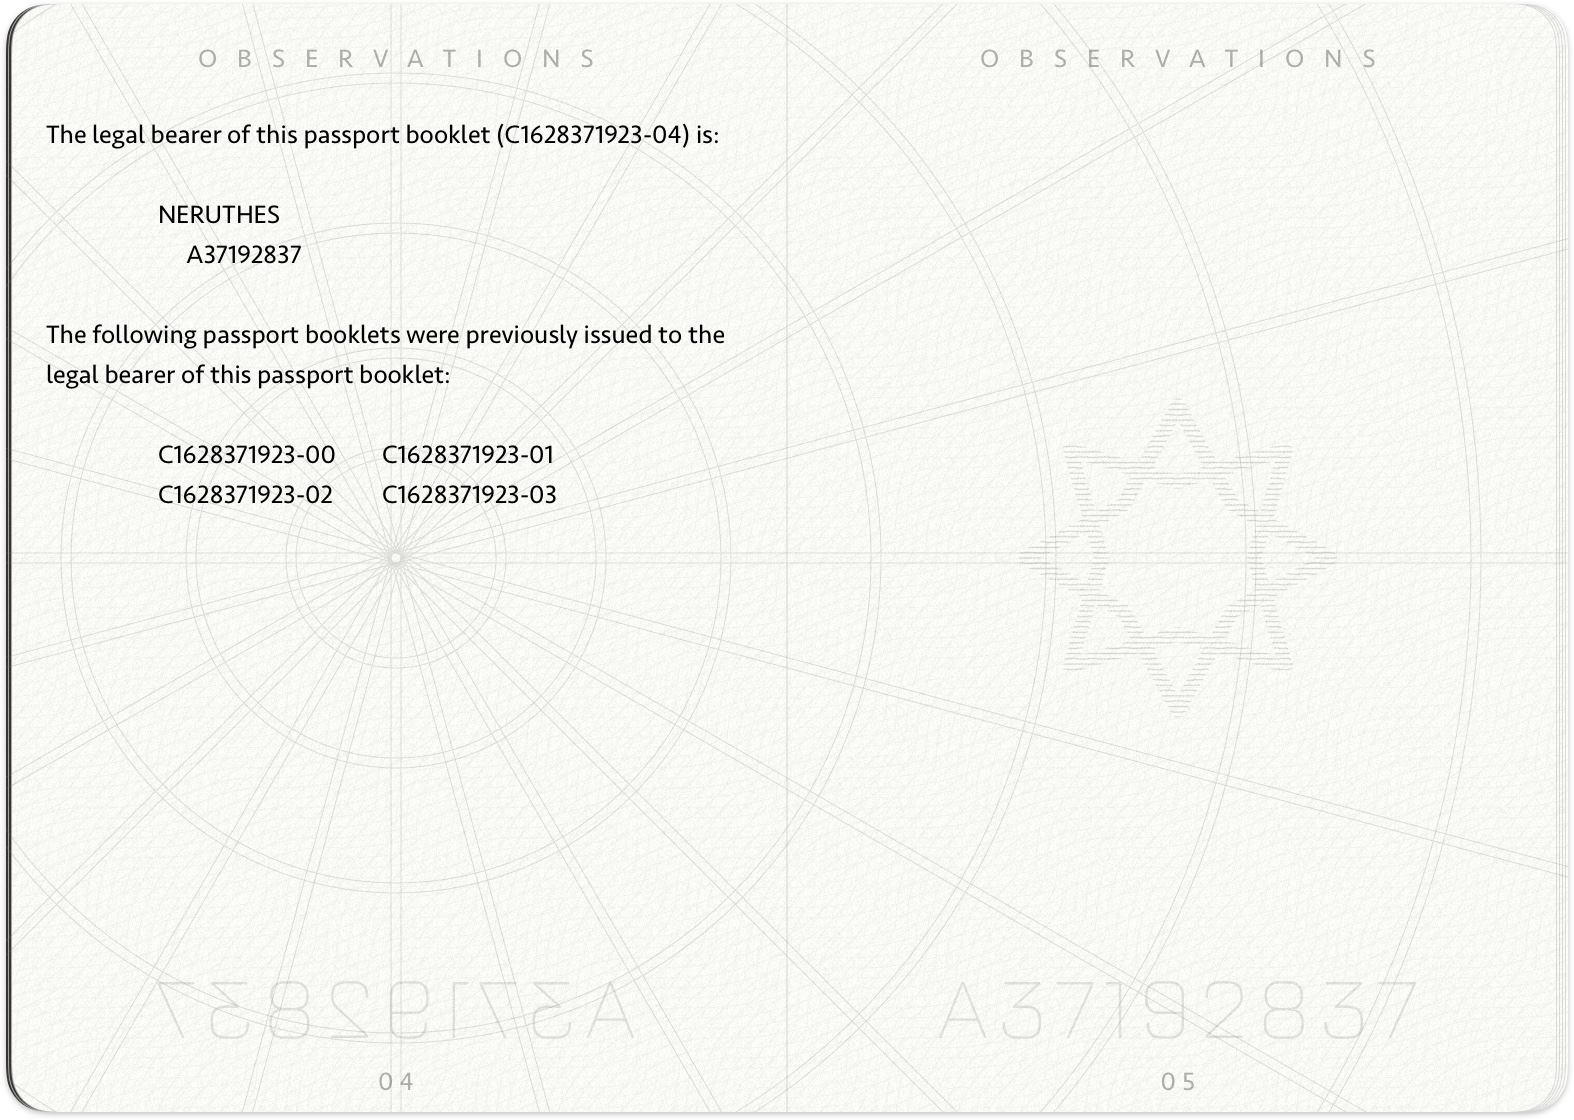 OBSERVATIONS
The legal bearer of this passport booklet (C1628371923-04) is:
NERUTHES
A37192837
The following passport booklets were previously issued to the
legal bearer of this passport booklet:
C1628371923-00 C1628371923-01
C1628371923-02 C1628371923-03
A37192837
04
OBSERVATIONS
A37192837
05